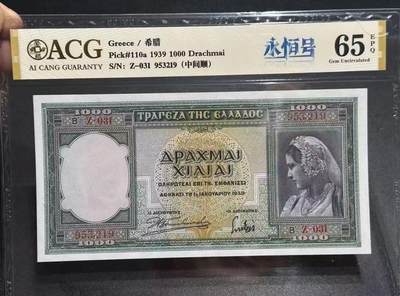 ACG
AI CANG GUARANTY
Greece / 希腊
Pick#110a 1939 1000 Drachmai
S/N: Z-031 953219 (中间顺)
永恒号
65 EPQ
Gem Uncirculated
1000 1000
ΤΡΑΠΕΖΑ ΤΗΣ ΕΛΛΑΔΟΣ
Β Ζ-031 953219
ΔΡΑΧΜΑΙ
ΧΙΛΙΑΙ
ΠΛΗΡΩΤΕΑΙ ΕΠΙ ΤΗ ΕΜΦΑΝΙΣΕΙ
ΑΘΗΝΑΙ ΤΗ 1 ΙΑΝΟΥΑΡΙΟΥ 1939
Ο ΔΙΟΙΚΗΤΗΣ
953219 Β Ζ-031
1000 1000